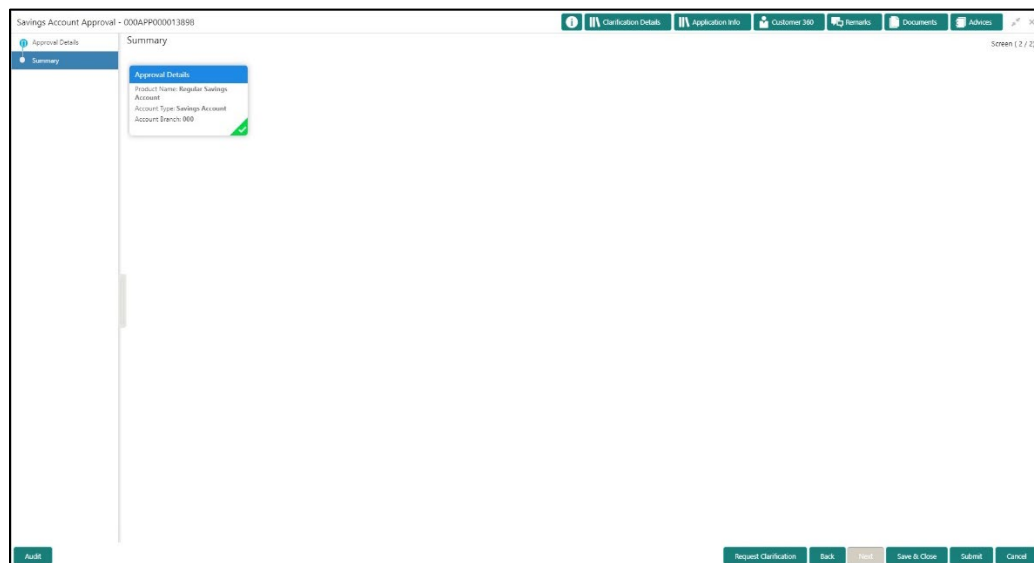 Savings Account Approval - 000APP000013898
Clarification Details
Application Info
Customer 360
Remarks
Documents
Advices
Approval Details
Summary
Summary
Screen ( 2 / 2)
Approval Details
Product Name: Regular Savings
Account
Account Type: Savings Account
Account Branch: 000
Audit
Request Clarification
Back
Next
Save & Close
Submit
Cancel